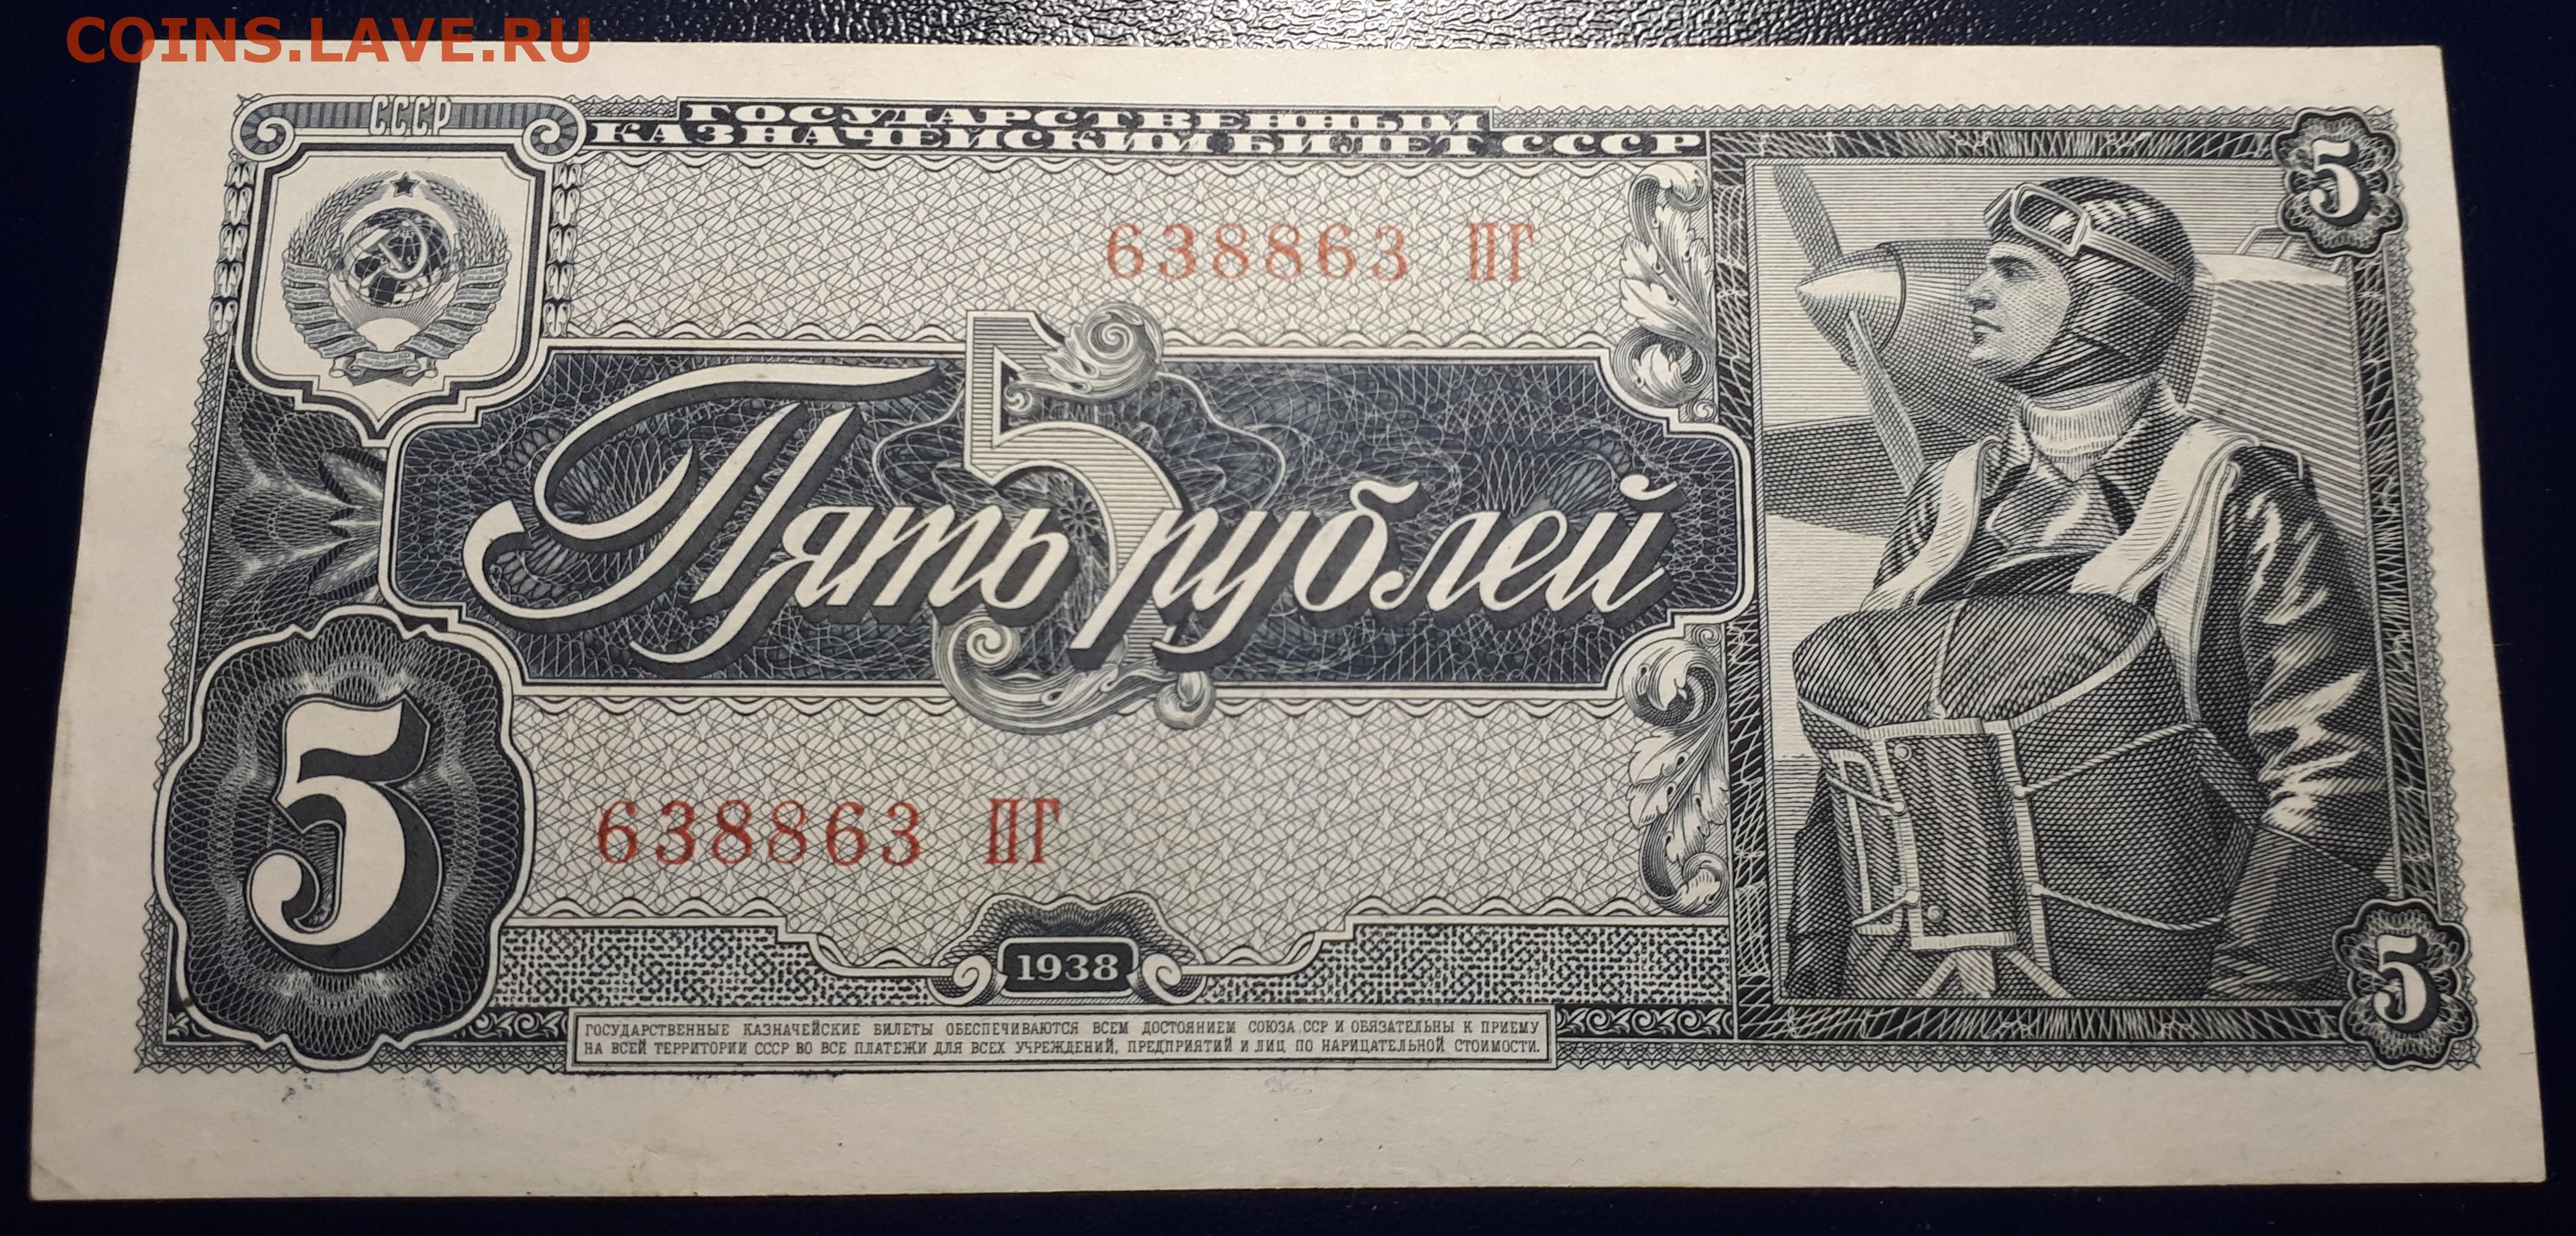 COINS.LAVE.RU
СССР
ГОСУДАРСТВЕННЫЙ
КАЗНАЧЕЙСКИЙ БИЛЕТ СССР
5
638863 ПГ
5
Пять рублей
5
638863 ПГ
1938
5
ГОСУДАРСТВЕННЫЕ КАЗНАЧЕЙСКИЕ БИЛЕТЫ ОБЕСПЕЧИВАЮТСЯ ВСЕМ ДОСТОЯНИЕМ СОЮЗА ССР И ОБЯЗАТЕЛЬНЫ К ПРИЕМУ
НА ВСЕЙ ТЕРРИТОРИИ СССР ВО ВСЕ ПЛАТЕЖИ ДЛЯ ВСЕХ УЧРЕЖДЕНИЙ, ПРЕДПРИЯТИЙ И ЛИЦ ПО НАРИЦАТЕЛЬНОЙ СТОИМОСТИ.